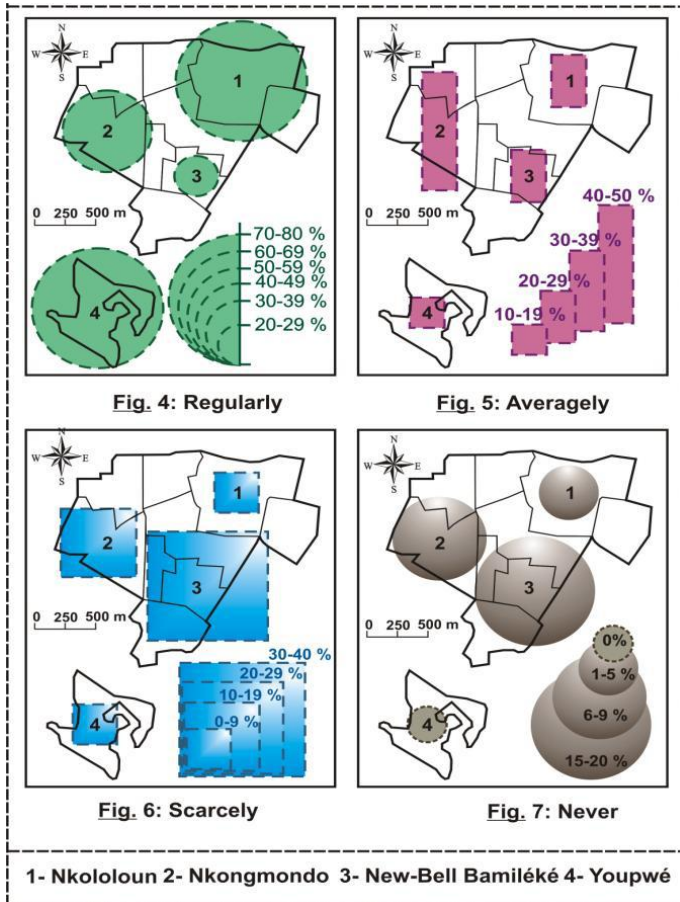 N
W E
S
1
2
3
0 250 500 m
4
70-80 %
60-69 %
50-59 %
40-49 %
30-39 %
20-29 %
Fig. 4: Regularly
N
W E
S
1
2
3
0 250 500 m
4
40-50 %
30-39 %
20-29 %
10-19 %
Fig. 5: Averagely
N
W E
S
1
2
3
0 250 500 m
4
30-40 %
20-29 %
10-19 %
0-9 %
Fig. 6: Scarcely
N
W E
S
1
2
3
0 250 500 m
4
0%
1-5 %
6-9 %
15-20 %
Fig. 7: Never
1- Nkololoun 2- Nkongmondo 3- New-Bell Bamiléké 4- Youpwé